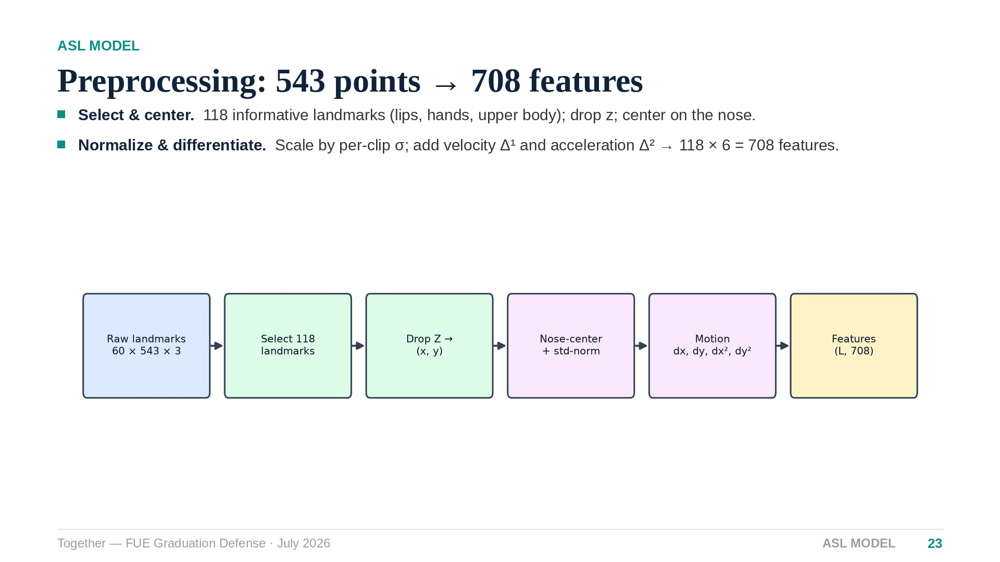 ASL MODEL
Preprocessing: 543 points → 708 features
Select & center. 118 informative landmarks (lips, hands, upper body); drop z; center on the nose.
Normalize & differentiate. Scale by per-clip σ; add velocity Δ¹ and acceleration Δ² → 118 × 6 = 708 features.
Raw landmarks
60 × 543 × 3
Select 118
landmarks
Drop Z →
(x, y)
Nose-center
+ std-norm
Motion
dx, dy, dx², dy²
Features
(L, 708)
Together — FUE Graduation Defense · July 2026
ASL MODEL 23